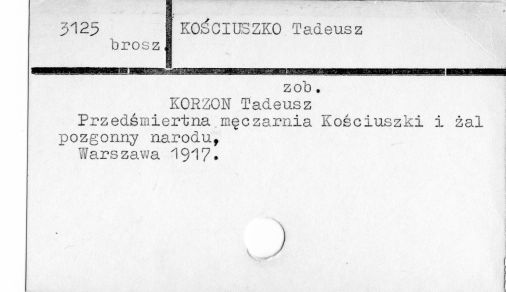 3125 KOŚCIUSZKO Tadeusz
brosz.
zob.
KORZON Tadeusz
Przedśmiertna męczarnia Kościuszki i żal
pozgonny narodu,
Warszawa 1917.